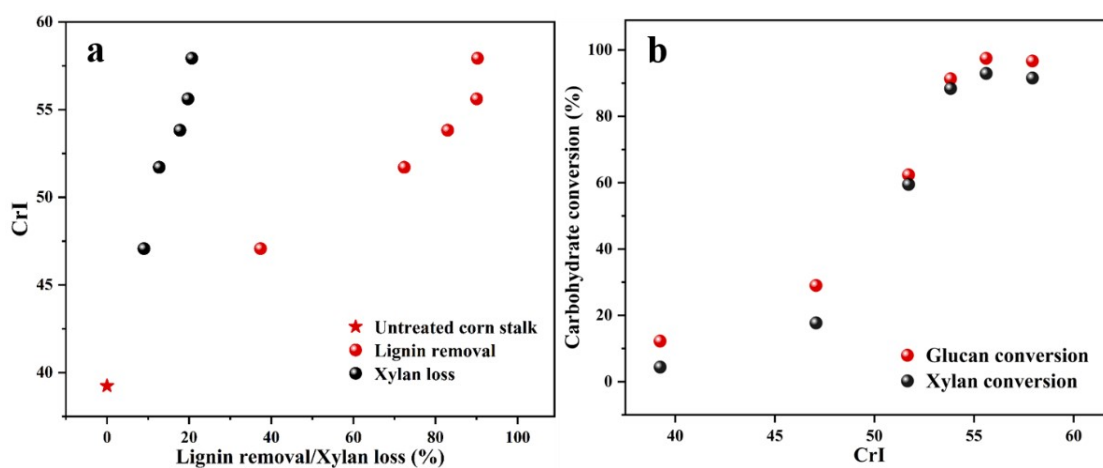 a
60
55
50
45
40
CrI
0
20
40
60
80
100
Lignin removal/Xylan loss (%)
Untreated corn stalk
Lignin removal
Xylan loss
b
100
80
60
40
20
0
Carbohydrate conversion (%)
Glucan conversion
Xylan conversion
40
45
50
55
60
CrI